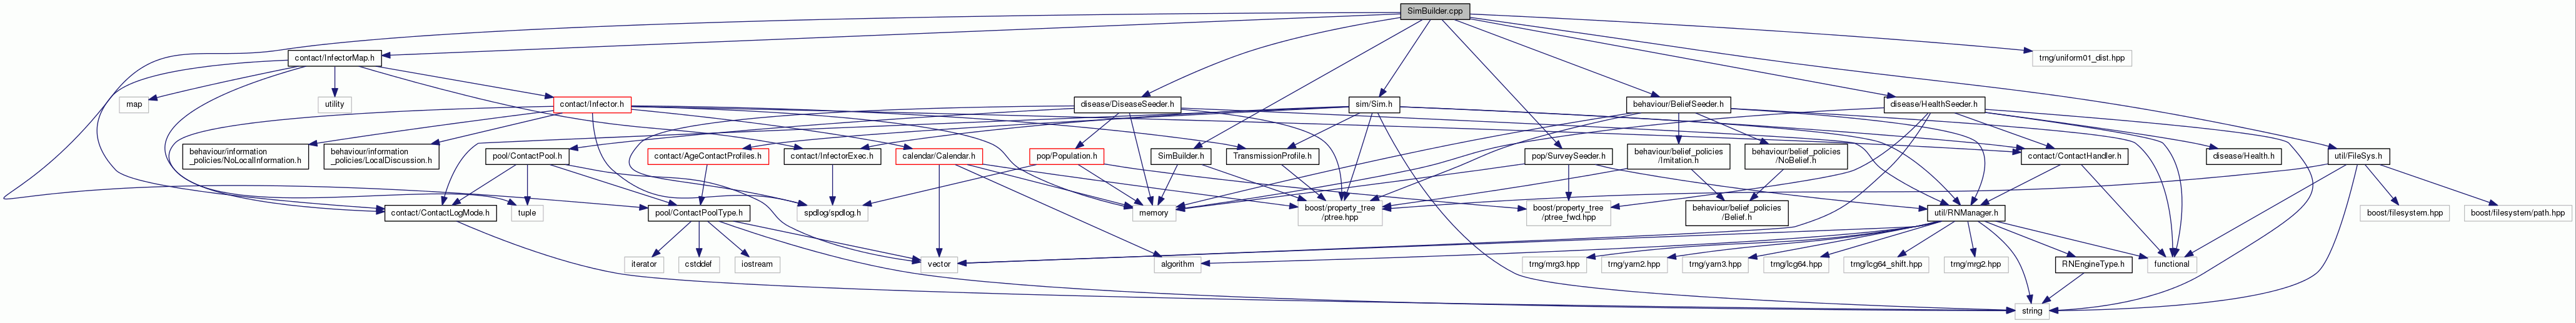 SimBuilder.cpp
contact/InfectorMap.h
trng/uniform01_dist.hpp
map
utility
contact/Infector.h
disease/DiseaseSeeder.h
sim/Sim.h
behaviour/BeliefSeeder.h
disease/HealthSeeder.h
behaviour/information
_policies/NoLocalInformation.h
behaviour/information
_policies/LocalDiscussion.h
pool/ContactPool.h
contact/AgeContactProfiles.h
contact/InfectorExec.h
calendar/Calendar.h
pop/Population.h
SimBuilder.h
TransmissionProfile.h
pop/SurveySeeder.h
behaviour/belief_policies
/Imitation.h
behaviour/belief_policies
/NoBelief.h
contact/ContactHandler.h
disease/Health.h
util/FileSys.h
contact/ContactLogMode.h
tuple
pool/ContactPoolType.h
spdlog/spdlog.h
memory
boost/property_tree
/ptree.hpp
boost/property_tree
/ptree_fwd.hpp
behaviour/belief_policies
/Belief.h
util/RNManager.h
boost/filesystem.hpp
boost/filesystem/path.hpp
iterator
cstddef
iostream
vector
algorithm
trng/mrg3.hpp
trng/yarn2.hpp
trng/yarn3.hpp
trng/lcg64.hpp
trng/lcg64_shift.hpp
trng/mrg2.hpp
RNEngineType.h
functional
string